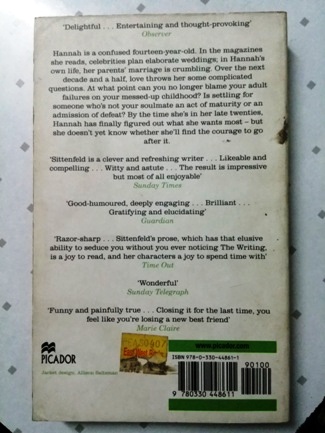 'Delightful . . . Entertaining and thought-provoking'
Observer
Hannah is a confused fourteen-year-old. In the magazines
she reads, celebrities plan elaborate weddings; in Hannah's
own life, her parents' marriage is crumbling. Over the next
decade and a half, love throws her some complicated
questions. At what point can you no longer blame your adult
failures on your messed-up childhood? Is settling for
someone who's not your soulmate an act of maturity or an
admission of defeat? By the time she's in her late twenties,
Hannah has finally figured out what she wants most – but
she doesn't yet know whether she'll find the courage to go
after it.
'Sittenfeld is a clever and refreshing writer . . . Likeable and
compelling . . . Witty and astute . . . The result is impressive
but most of all enjoyable'
Sunday Times
'Good-humoured, deeply engaging . . . Brilliant . . .
Gratifying and elucidating'
Guardian
'Razor-sharp . . . Sittenfeld's prose, which has that elusive
ability to seduce you without you ever noticing The Writing,
is a joy to read, and her characters a joy to spend time with'
Time Out
'Wonderful'
Sunday Telegraph
'Funny and painfully true . . . Closing it for the last time, you
feel like you're losing a new best friend'
Marie Claire
PICADOR
Jacket design, Allison Saltzman
www.picador.com
ISBN 978-0-330-44861-1
90100
9 780330 448611